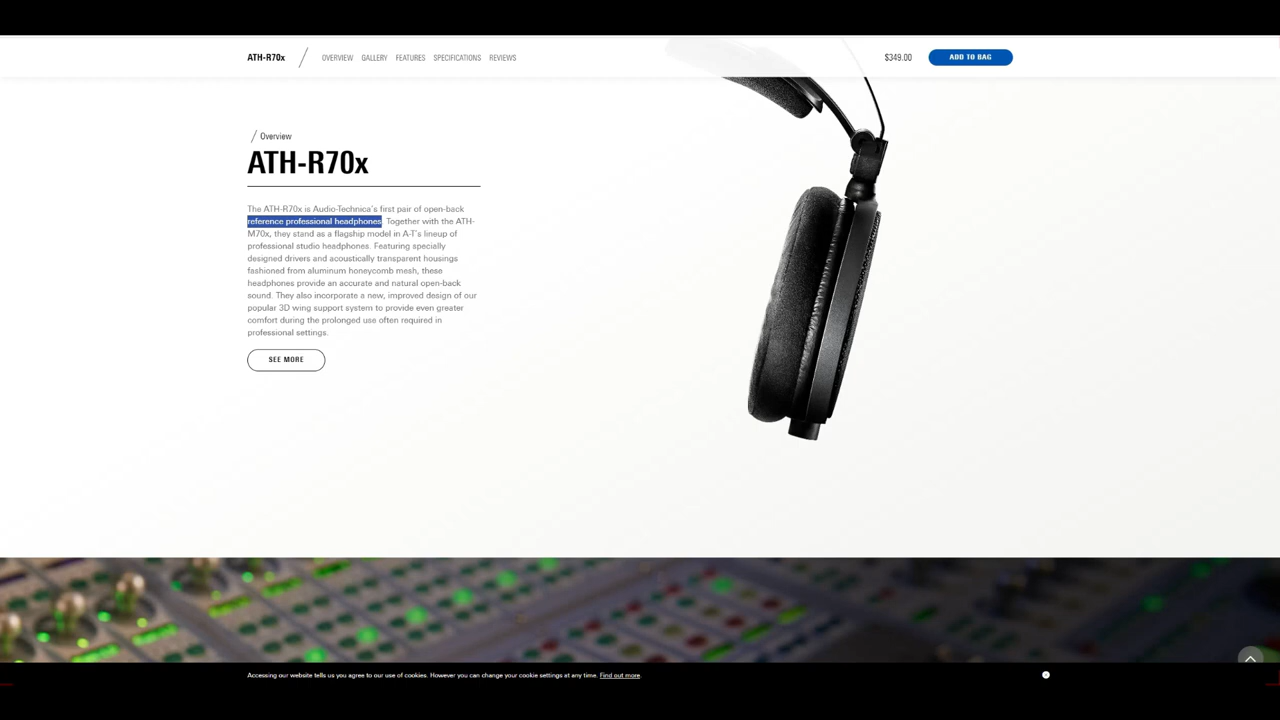 ATH-R70x
OVERVIEW GALLERY FEATURES SPECIFICATIONS REVIEWS
$349.00
ADD TO BAG
Overview
ATH-R70x
The ATH-R70x is Audio-Technica's first pair of open-back
reference professional headphones. Together with the ATH-
M70x, they stand as a flagship model in A-T's lineup of
professional studio headphones. Featuring specially
designed drivers and acoustically transparent housings
fashioned from aluminum honeycomb mesh, these
headphones provide an accurate and natural open-back
sound. They also incorporate a new, improved design of our
popular 3D wing support system to provide even greater
comfort during the prolonged use often required in
professional settings.
SEE MORE
Accessing our website tells us you agree to our use of cookies. However you can change your cookie settings at any time. Find out more.